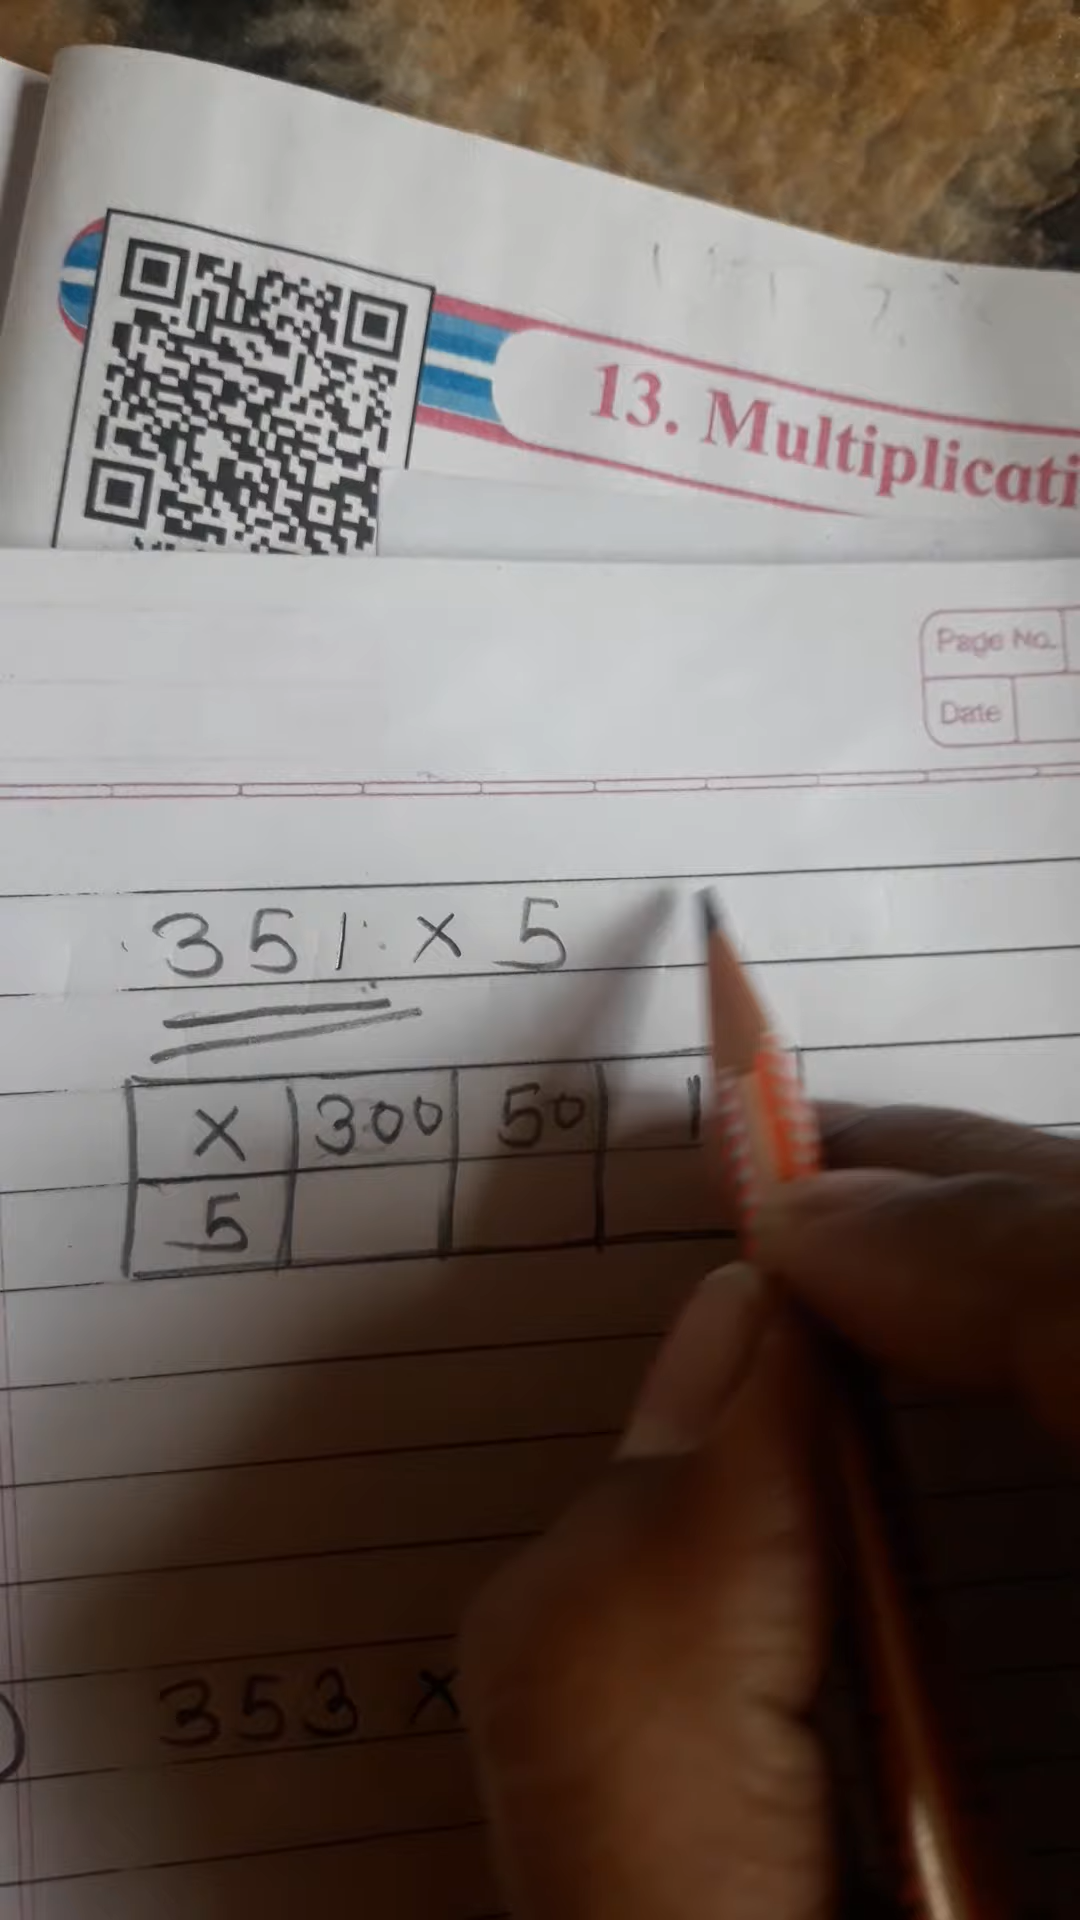 13. Multiplicati
Page No.
Date
351 × 5
× 300 50 1
5
353 ×